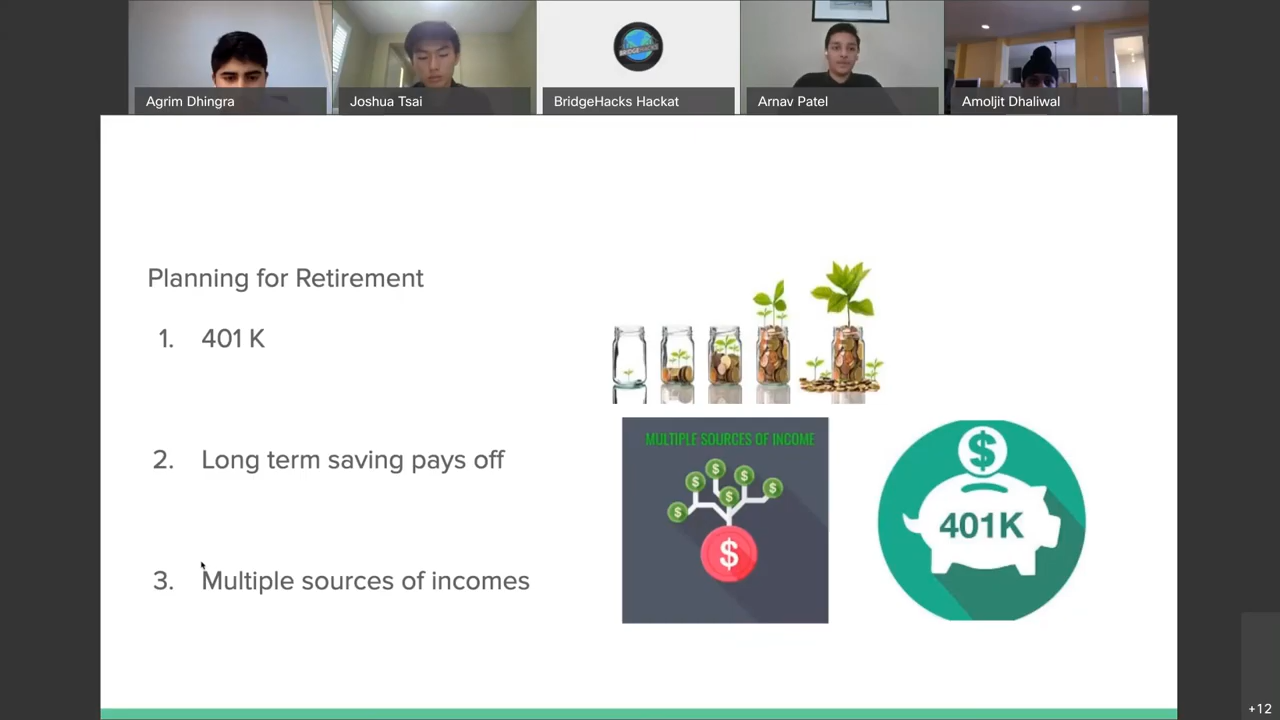 Agrim Dhingra
Joshua Tsai
BRIDGEHACKS
BridgeHacks Hackat
Arnav Patel
Amoljit Dhaliwal
Planning for Retirement
1. 401 K
2. Long term saving pays off
3. Multiple sources of incomes
MULTIPLE SOURCES OF INCOME
$
$
$
$
$
$
$
$
401K
+12